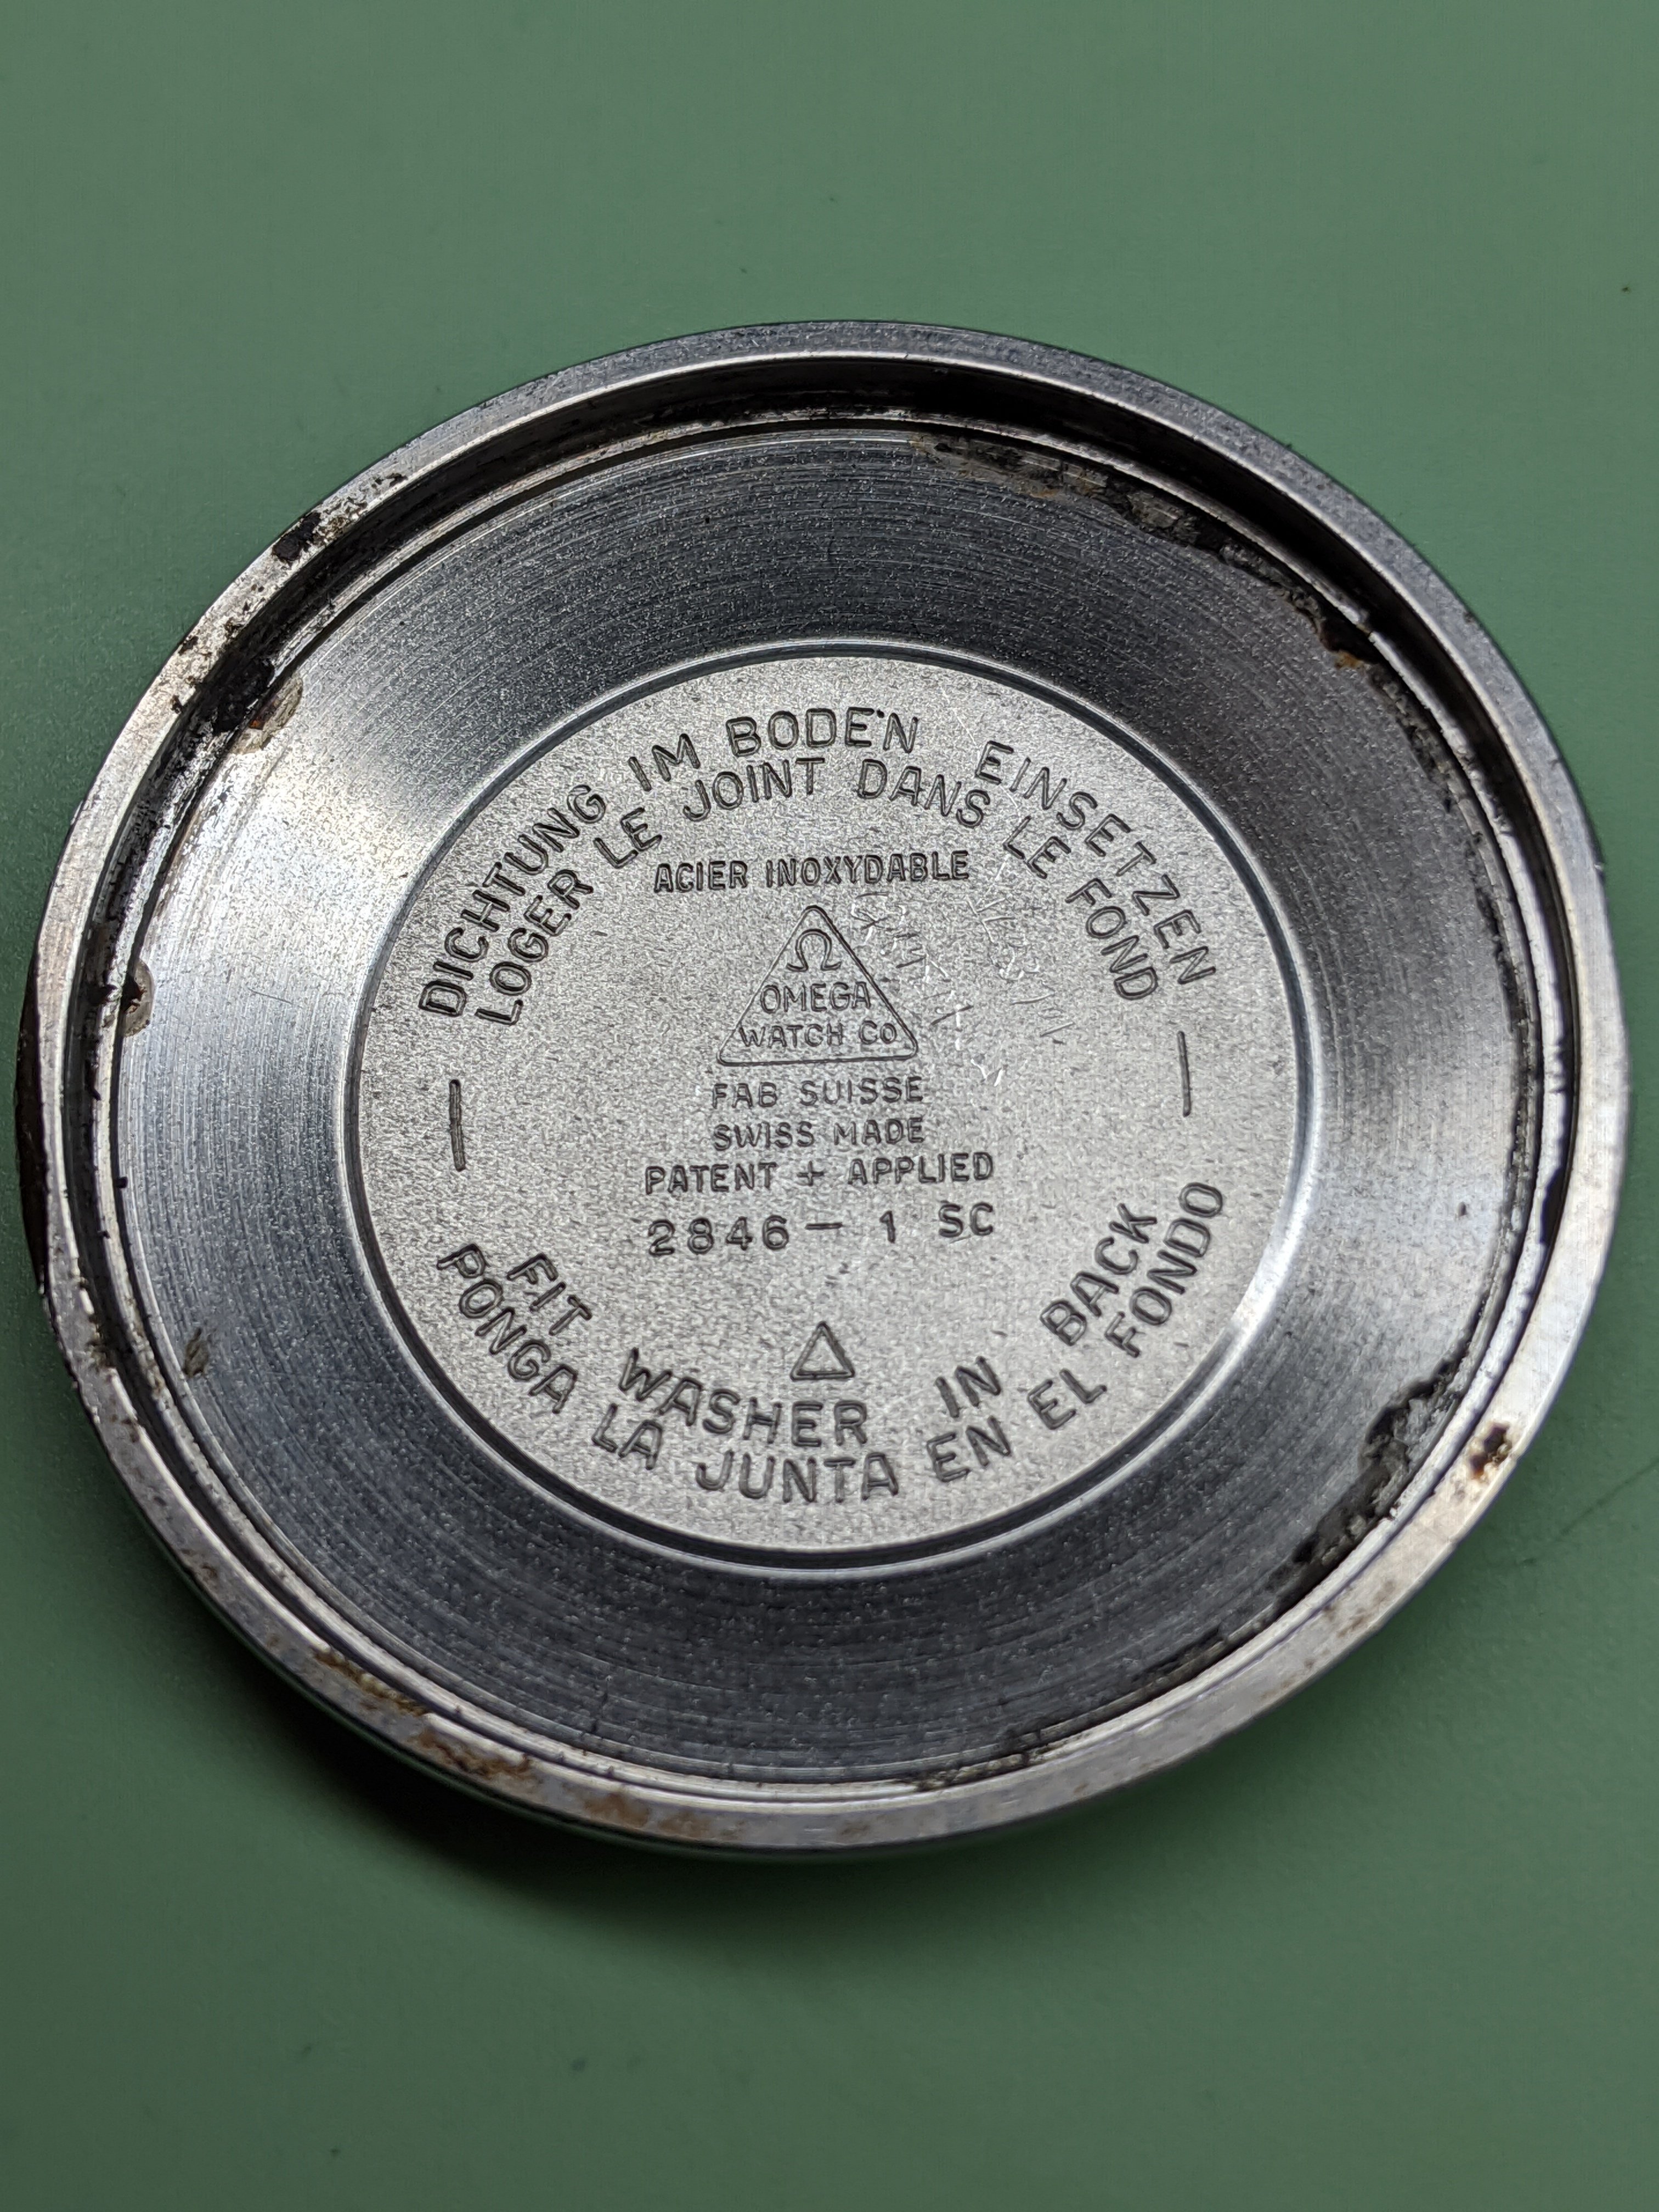 DICHTUNG IM BODEN EINSETZEN
LOGER LE JOINT DANS LE FOND
ACIER INOXYDABLE
Ω
OMEGA
WATCH CO
FAB SUISSE
SWISS MADE
PATENT + APPLIED
2846 - 1 SC
FIT WASHER IN BACK
PONGA LA JUNTA EN EL FONDO